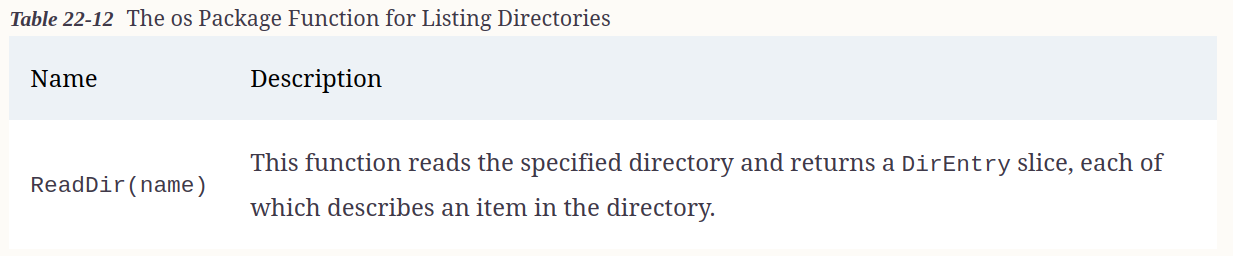 Table 22-12 The os Package Function for Listing Directories
Name Description
ReadDir(name) This function reads the specified directory and returns a DirEntry slice, each of
which describes an item in the directory.